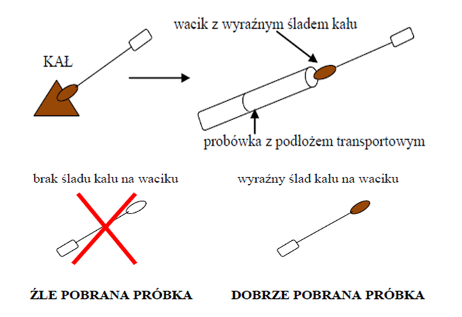 wacik z wyraźnym śladem kału
KAŁ
probówka z podłożem transportowym
brak śladu kału na waciku
wyraźny ślad kału na waciku
ŹLE POBRANA PRÓBKA
DOBRZE POBRANA PRÓBKA